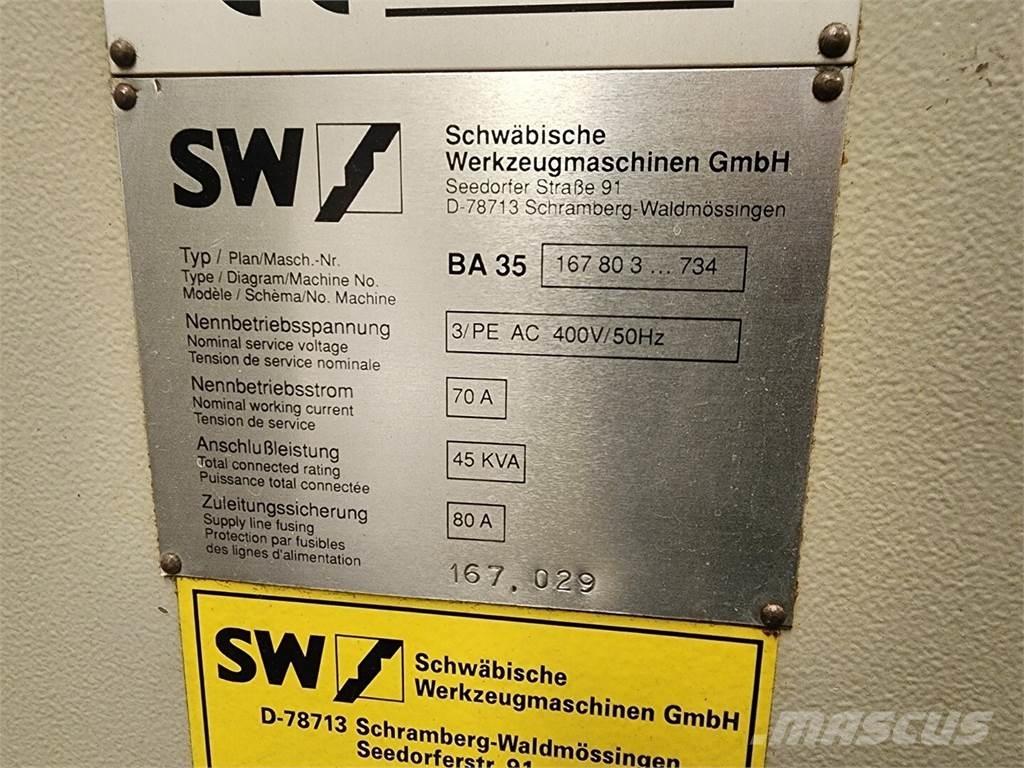 SW
Schwäbische
Werkzeugmaschinen GmbH
Seedorfer Straße 91
D-78713 Schramberg-Waldmössingen
Typ / Plan/Masch.-Nr.
Type / Diagram/Machine No.
Modèle / Schèma/No. Machine
BA 35 167 80 3 ... 734
Nennbetriebsspannung
Nominal service voltage
Tension de service nominale
3/PE AC 400V/50Hz
Nennbetriebsstrom
Nominal working current
Tension de service
70 A
Anschlußleistung
Total connected rating
Puissance total connectée
45 KVA
Zuleitungssicherung
Supply line fusing
Protection par fusibles
des lignes d'alimentation
80 A
167.029
SW
Schwäbische
Werkzeugmaschinen GmbH
D-78713 Schramberg-Waldmössingen
Seedorferstr. 91
mascus